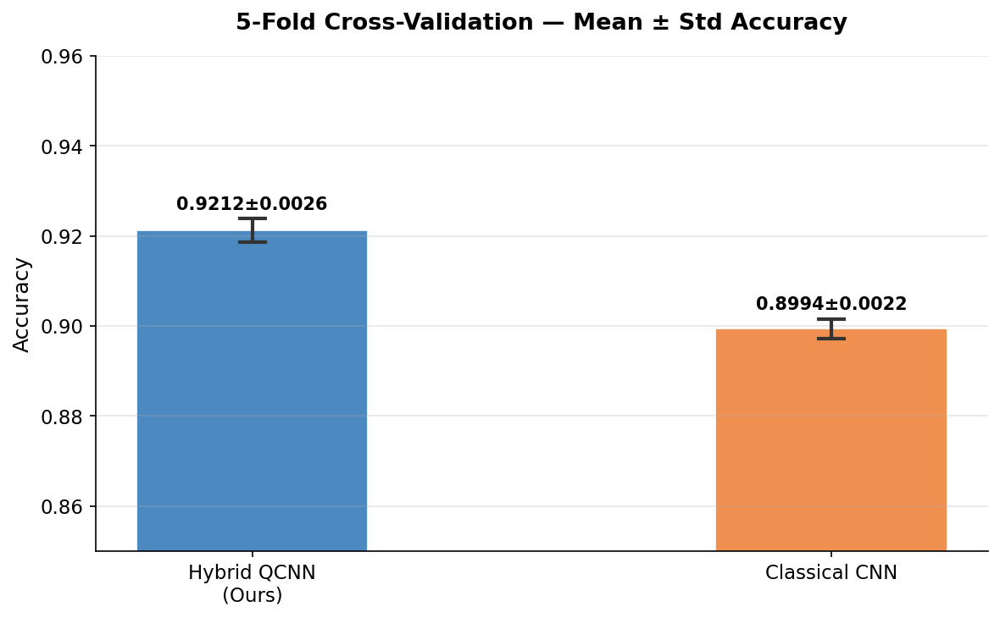 5-Fold Cross-Validation — Mean ± Std Accuracy
0.96
0.94
0.92
0.90
0.88
0.86
Accuracy
0.9212±0.0026
0.8994±0.0022
Hybrid QCNN
(Ours)
Classical CNN